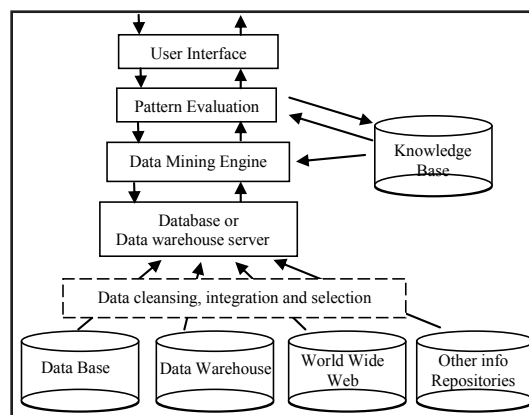 User Interface
Pattern Evaluation
Data Mining Engine
Knowledge
Base
Database or
Data warehouse server
Data cleansing, integration and selection
Data Base
Data Warehouse
World Wide
Web
Other info
Repositories